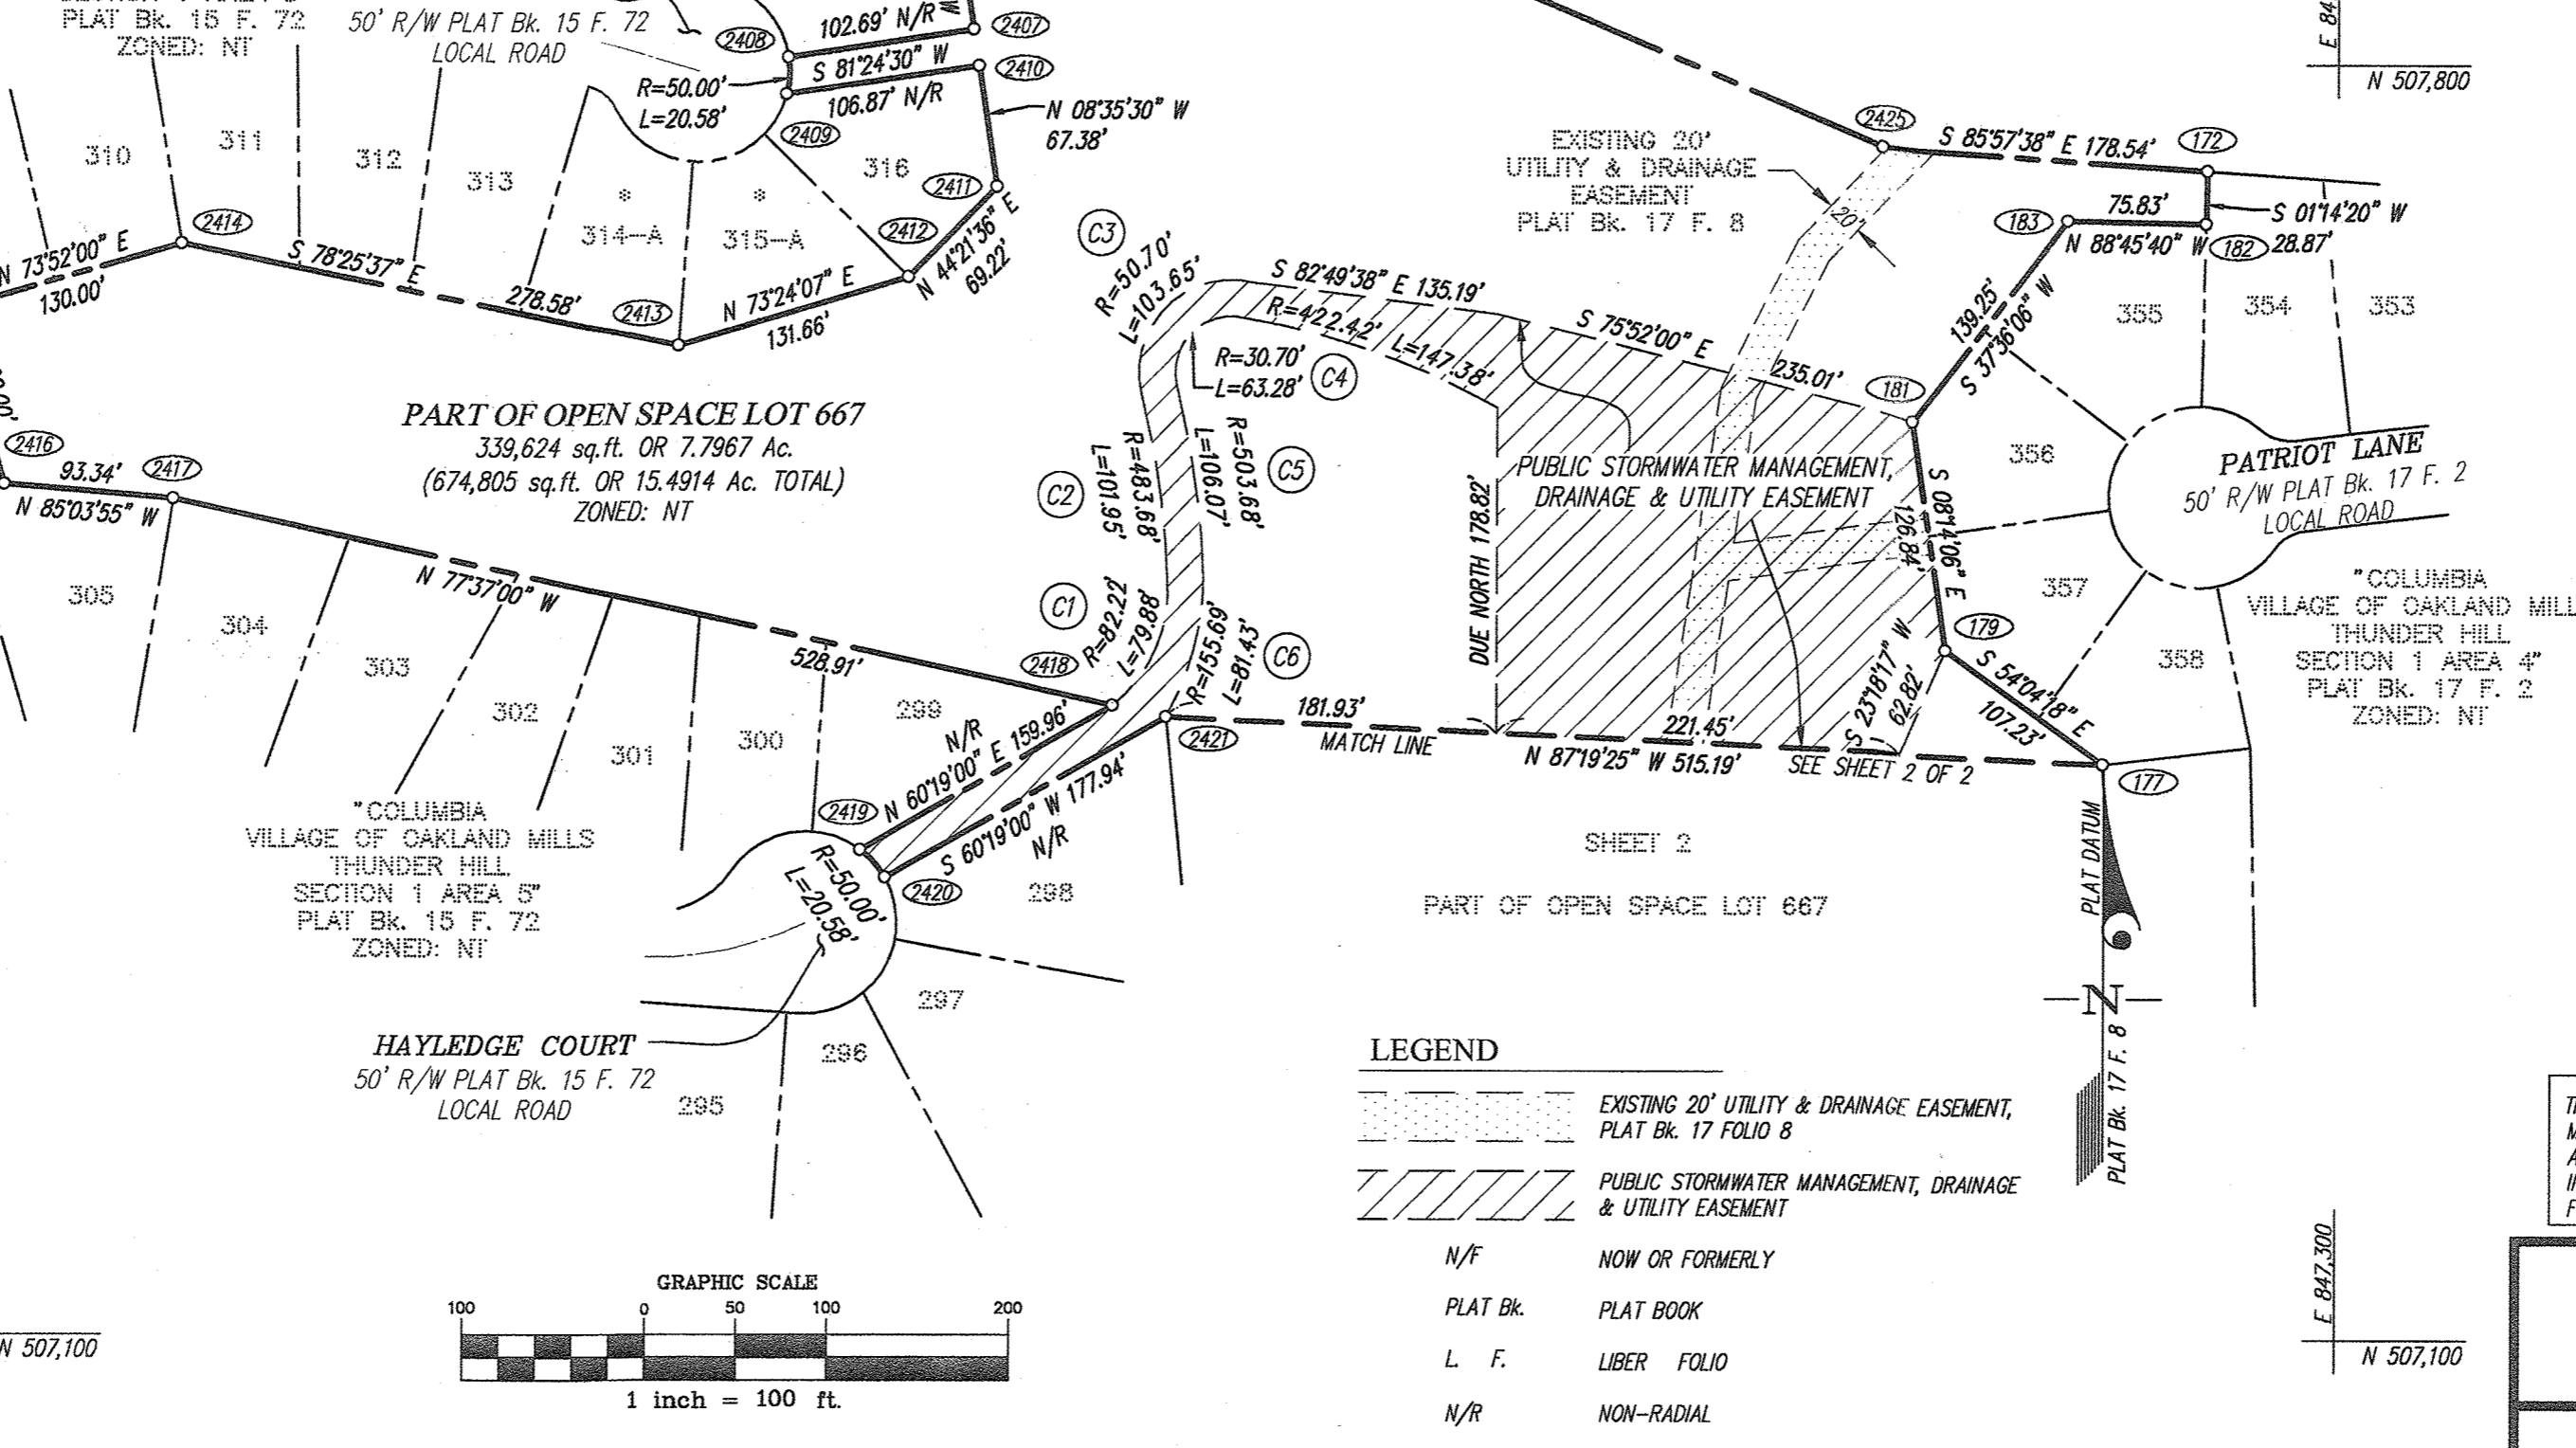 PLAT Bk. 15 F. 72
ZONED: NT
50' R/W PLAT Bk. 15 F. 72
LOCAL ROAD
2408
102.69' N/R
2407
S 81°24'30" W
2410
R=50.00'
L=20.58'
106.87' N/R
2409
N 08°35'30" W
67.38'
310
311
312
313
*
314-A
*
315-A
316
2411
2412
N 44°21'36" E
69.22'
2414
N 73°52'00" E
130.00'
S 78°25'37" E
278.58'
2413
N 73°24'07" E
131.66'
PART OF OPEN SPACE LOT 667
339,624 sq.ft. OR 7.7967 Ac.
(674,805 sq.ft. OR 15.4914 Ac. TOTAL)
ZONED: NT
2416
93.34'
2417
N 85°03'55" W
N 77°37'00" W
528.91'
2418
305
304
303
302
301
300
299
C3
R=50.70'
L=103.65'
S 82°49'38" E 135.19'
R=422.42'
L=147.38'
R=30.70'
L=63.28'
C4
C2
R=483.68'
L=101.95'
R=503.68'
L=106.07'
C5
C1
R=82.22'
L=79.88'
R=155.69'
L=81.43'
C6
EXISTING 20'
UTILITY & DRAINAGE
EASEMENT
PLAT Bk. 17 F. 8
20'
2425
S 85°57'38" E 178.54'
172
183
75.83'
N 88°45'40" W
182
S 01°14'20" W
28.87'
139.25'
S 37°36'06" W
355
354
353
S 75°52'00" E
235.01'
181
356
PATRIOT LANE
50' R/W PLAT Bk. 17 F. 2
LOCAL ROAD
PUBLIC STORMWATER MANAGEMENT,
DRAINAGE & UTILITY EASEMENT
DUE NORTH 178.82'
S 08°14'06" E
126.84'
357
179
358
S 23°18'17" W
62.82'
S 54°04'18" E
107.23'
"COLUMBIA
VILLAGE OF OAKLAND MILL
THUNDER HILL
SECTION 1 AREA 4"
PLAT Bk. 17 F. 2
ZONED: NT
181.93'
2421
MATCH LINE
221.45'
N 87°19'25" W 515.19'
SEE SHEET 2 OF 2
177
N/R
N 60°19'00" E 159.96'
S 60°19'00" W 177.94'
N/R
2419
2420
R=50.00'
L=20.58'
298
297
296
295
"COLUMBIA
VILLAGE OF OAKLAND MILLS
THUNDER HILL
SECTION 1 AREA 5"
PLAT Bk. 15 F. 72
ZONED: NT
HAYLEDGE COURT
50' R/W PLAT Bk. 15 F. 72
LOCAL ROAD
SHEET 2
PART OF OPEN SPACE LOT 667
PLAT DATUM
N
PLAT Bk. 17 F. 8
E 84
N 507,800
E 847,300
N 507,100
N 507,100
LEGEND
EXISTING 20' UTILITY & DRAINAGE EASEMENT,
PLAT Bk. 17 FOLIO 8
PUBLIC STORMWATER MANAGEMENT, DRAINAGE
& UTILITY EASEMENT
N/F NOW OR FORMERLY
PLAT Bk. PLAT BOOK
L. F. LIBER FOLIO
N/R NON-RADIAL
GRAPHIC SCALE
100 0 50 100 200
1 inch = 100 ft.